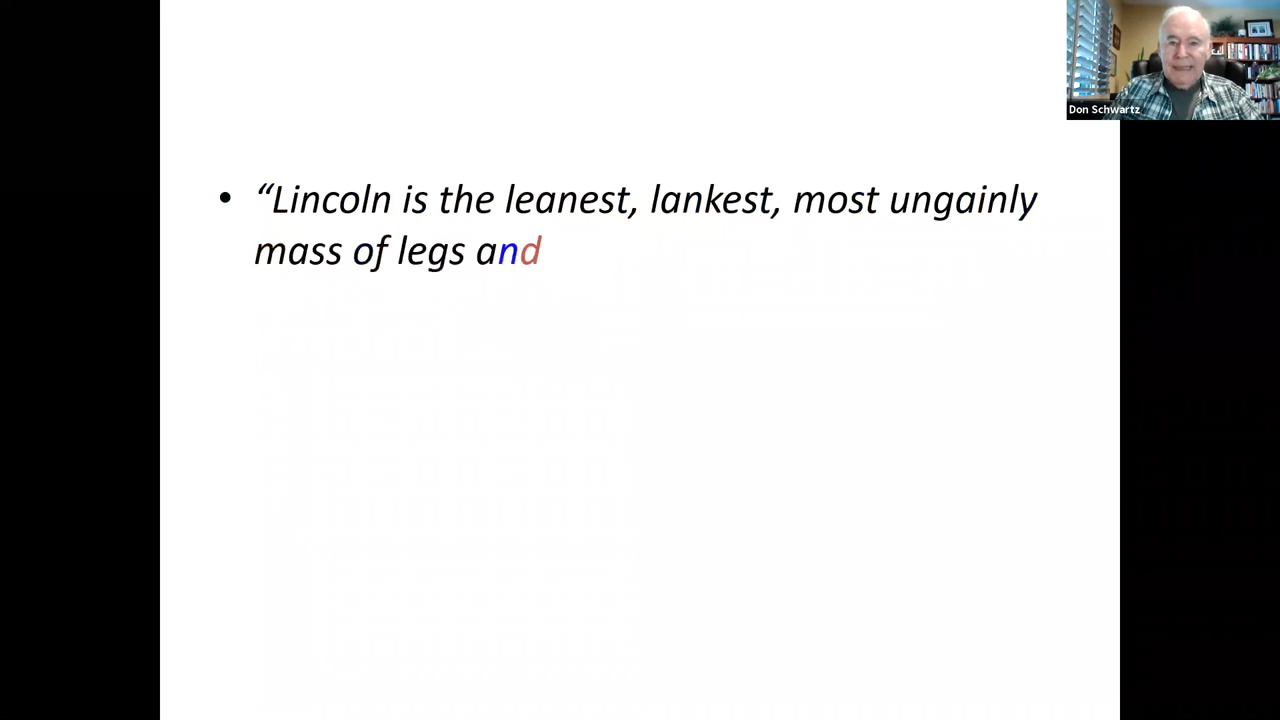 Don Schwartz
• “Lincoln is the leanest, lankest, most ungainly
mass of legs and